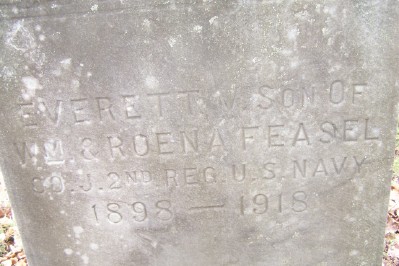 EVERETT. M. SON OF
WM. & ROENA FEASEL
CO. J. 2ND REG. U.S. NAVY
1898 — 1918